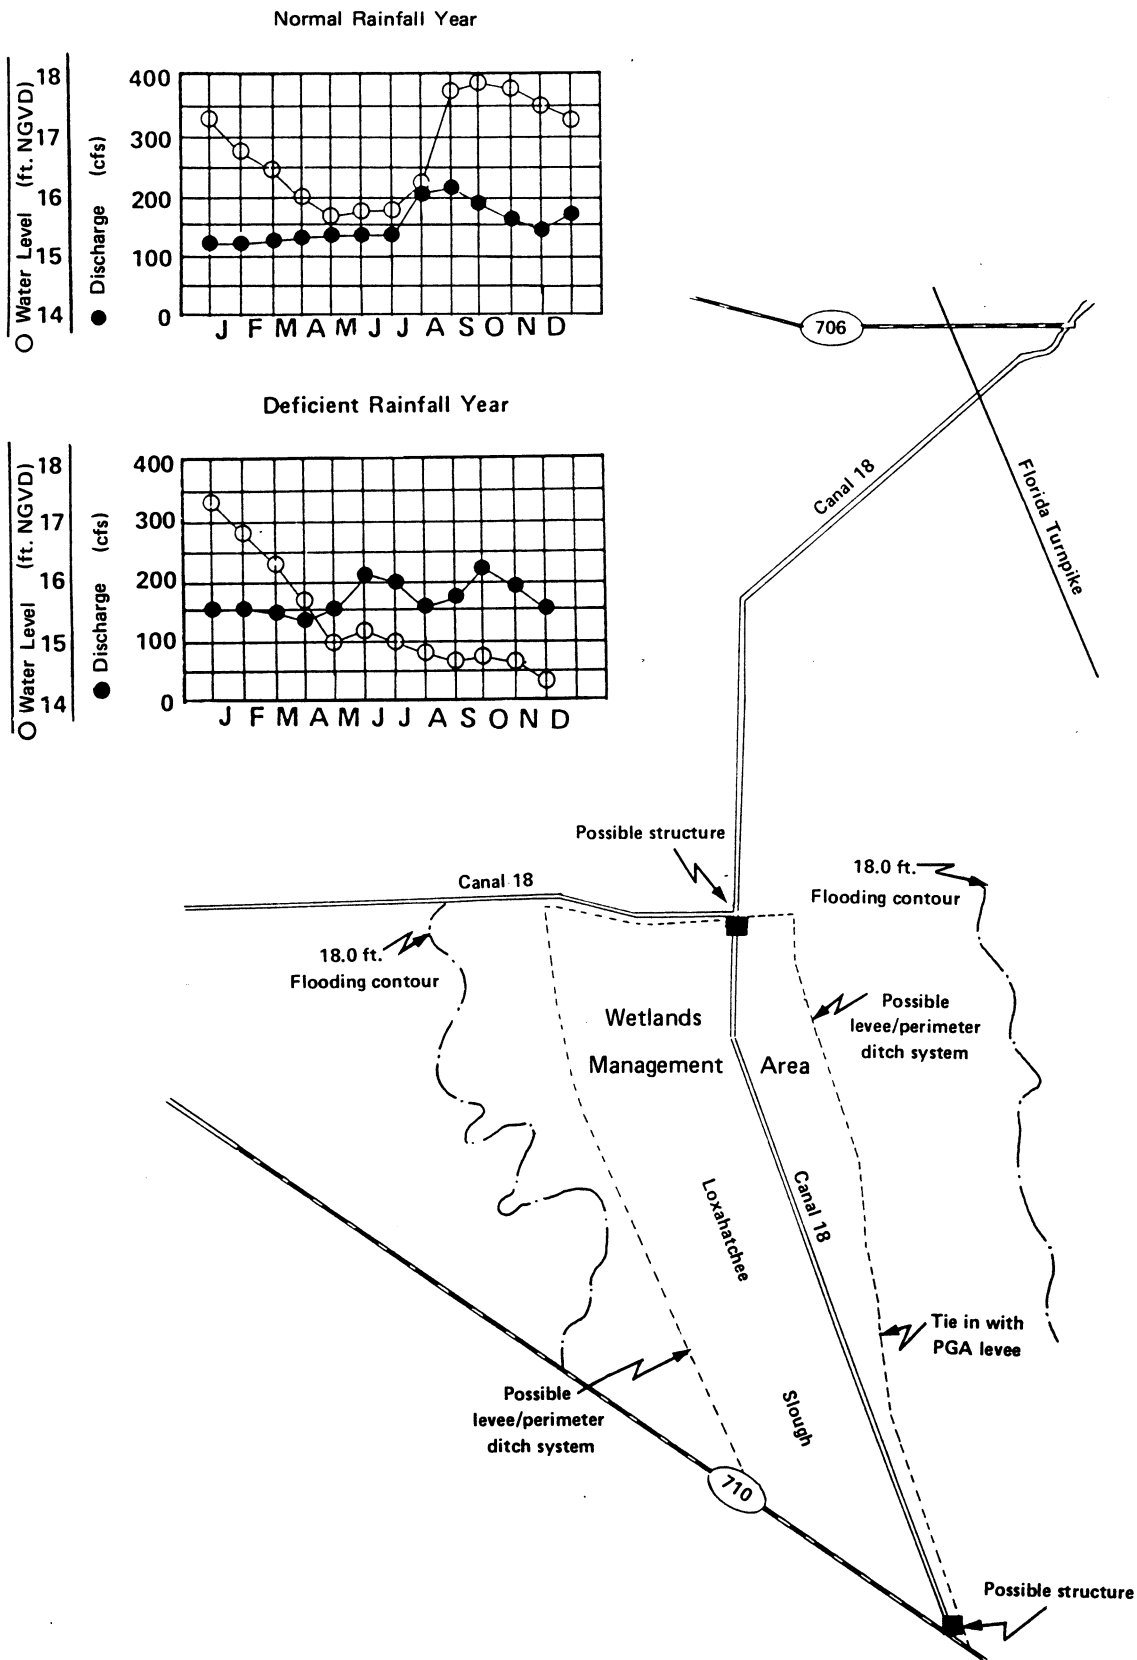 Normal Rainfall Year
○ Water Level (ft. NGVD)
18
17
16
15
14
● Discharge (cfs)
400
300
200
100
0
J F M A M J J A S O N D
Deficient Rainfall Year
○ Water Level (ft. NGVD)
18
17
16
15
14
● Discharge (cfs)
400
300
200
100
0
J F M A M J J A S O N D
706
Canal 18
Florida Turnpike
Possible structure
Canal 18
18.0 ft.
Flooding contour
18.0 ft.
Flooding contour
Wetlands
Management Area
Possible
levee/perimeter
ditch system
Loxahatchee
Slough
Canal 18
Tie in with
PGA levee
Possible
levee/perimeter
ditch system
710
Possible structure